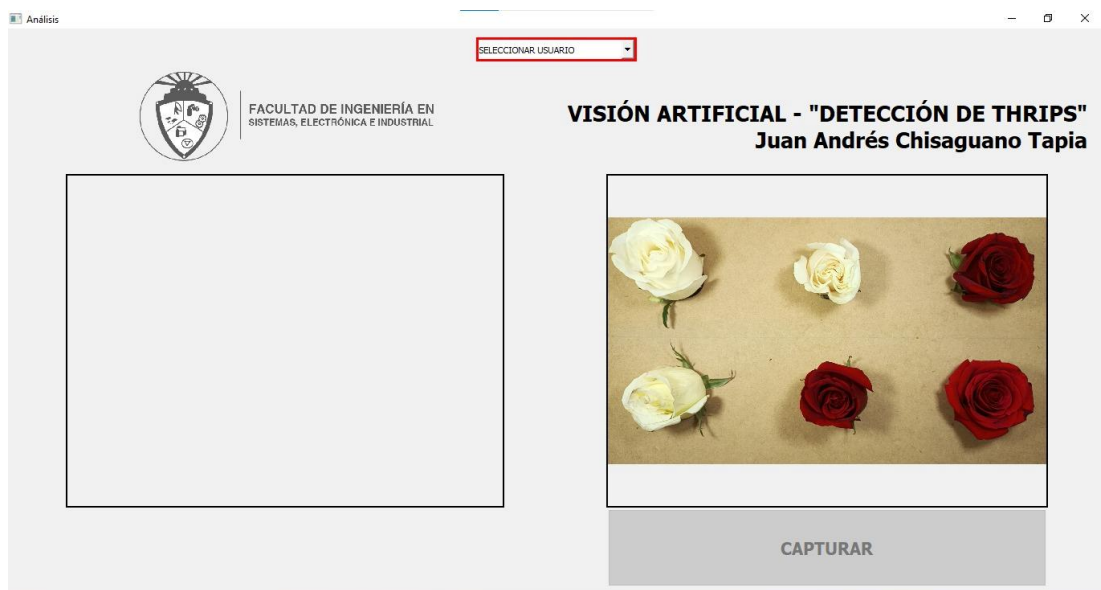 Análisis
SELECCIONAR USUARIO
FACULTAD DE INGENIERÍA EN
SISTEMAS, ELECTRÓNICA E INDUSTRIAL
VISIÓN ARTIFICIAL - "DETECCIÓN DE THRIPS"
Juan Andrés Chisaguano Tapia
CAPTURAR